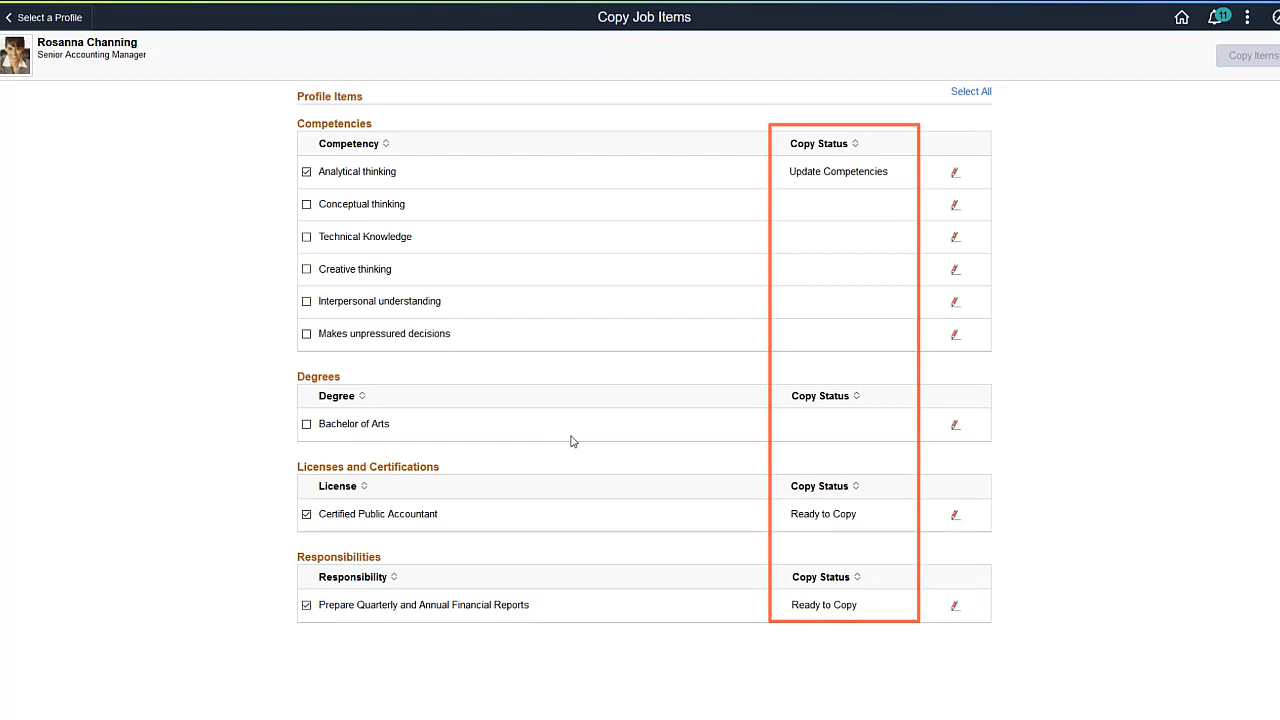 Select a Profile
Copy Job Items
11
Rosanna Channing
Senior Accounting Manager
Copy Items
Profile Items
Select All
Competencies
Competency
Copy Status
Analytical thinking
Update Competencies
Conceptual thinking
Technical Knowledge
Creative thinking
Interpersonal understanding
Makes unpressured decisions
Degrees
Degree
Copy Status
Bachelor of Arts
Licenses and Certifications
License
Copy Status
Certified Public Accountant
Ready to Copy
Responsibilities
Responsibility
Copy Status
Prepare Quarterly and Annual Financial Reports
Ready to Copy